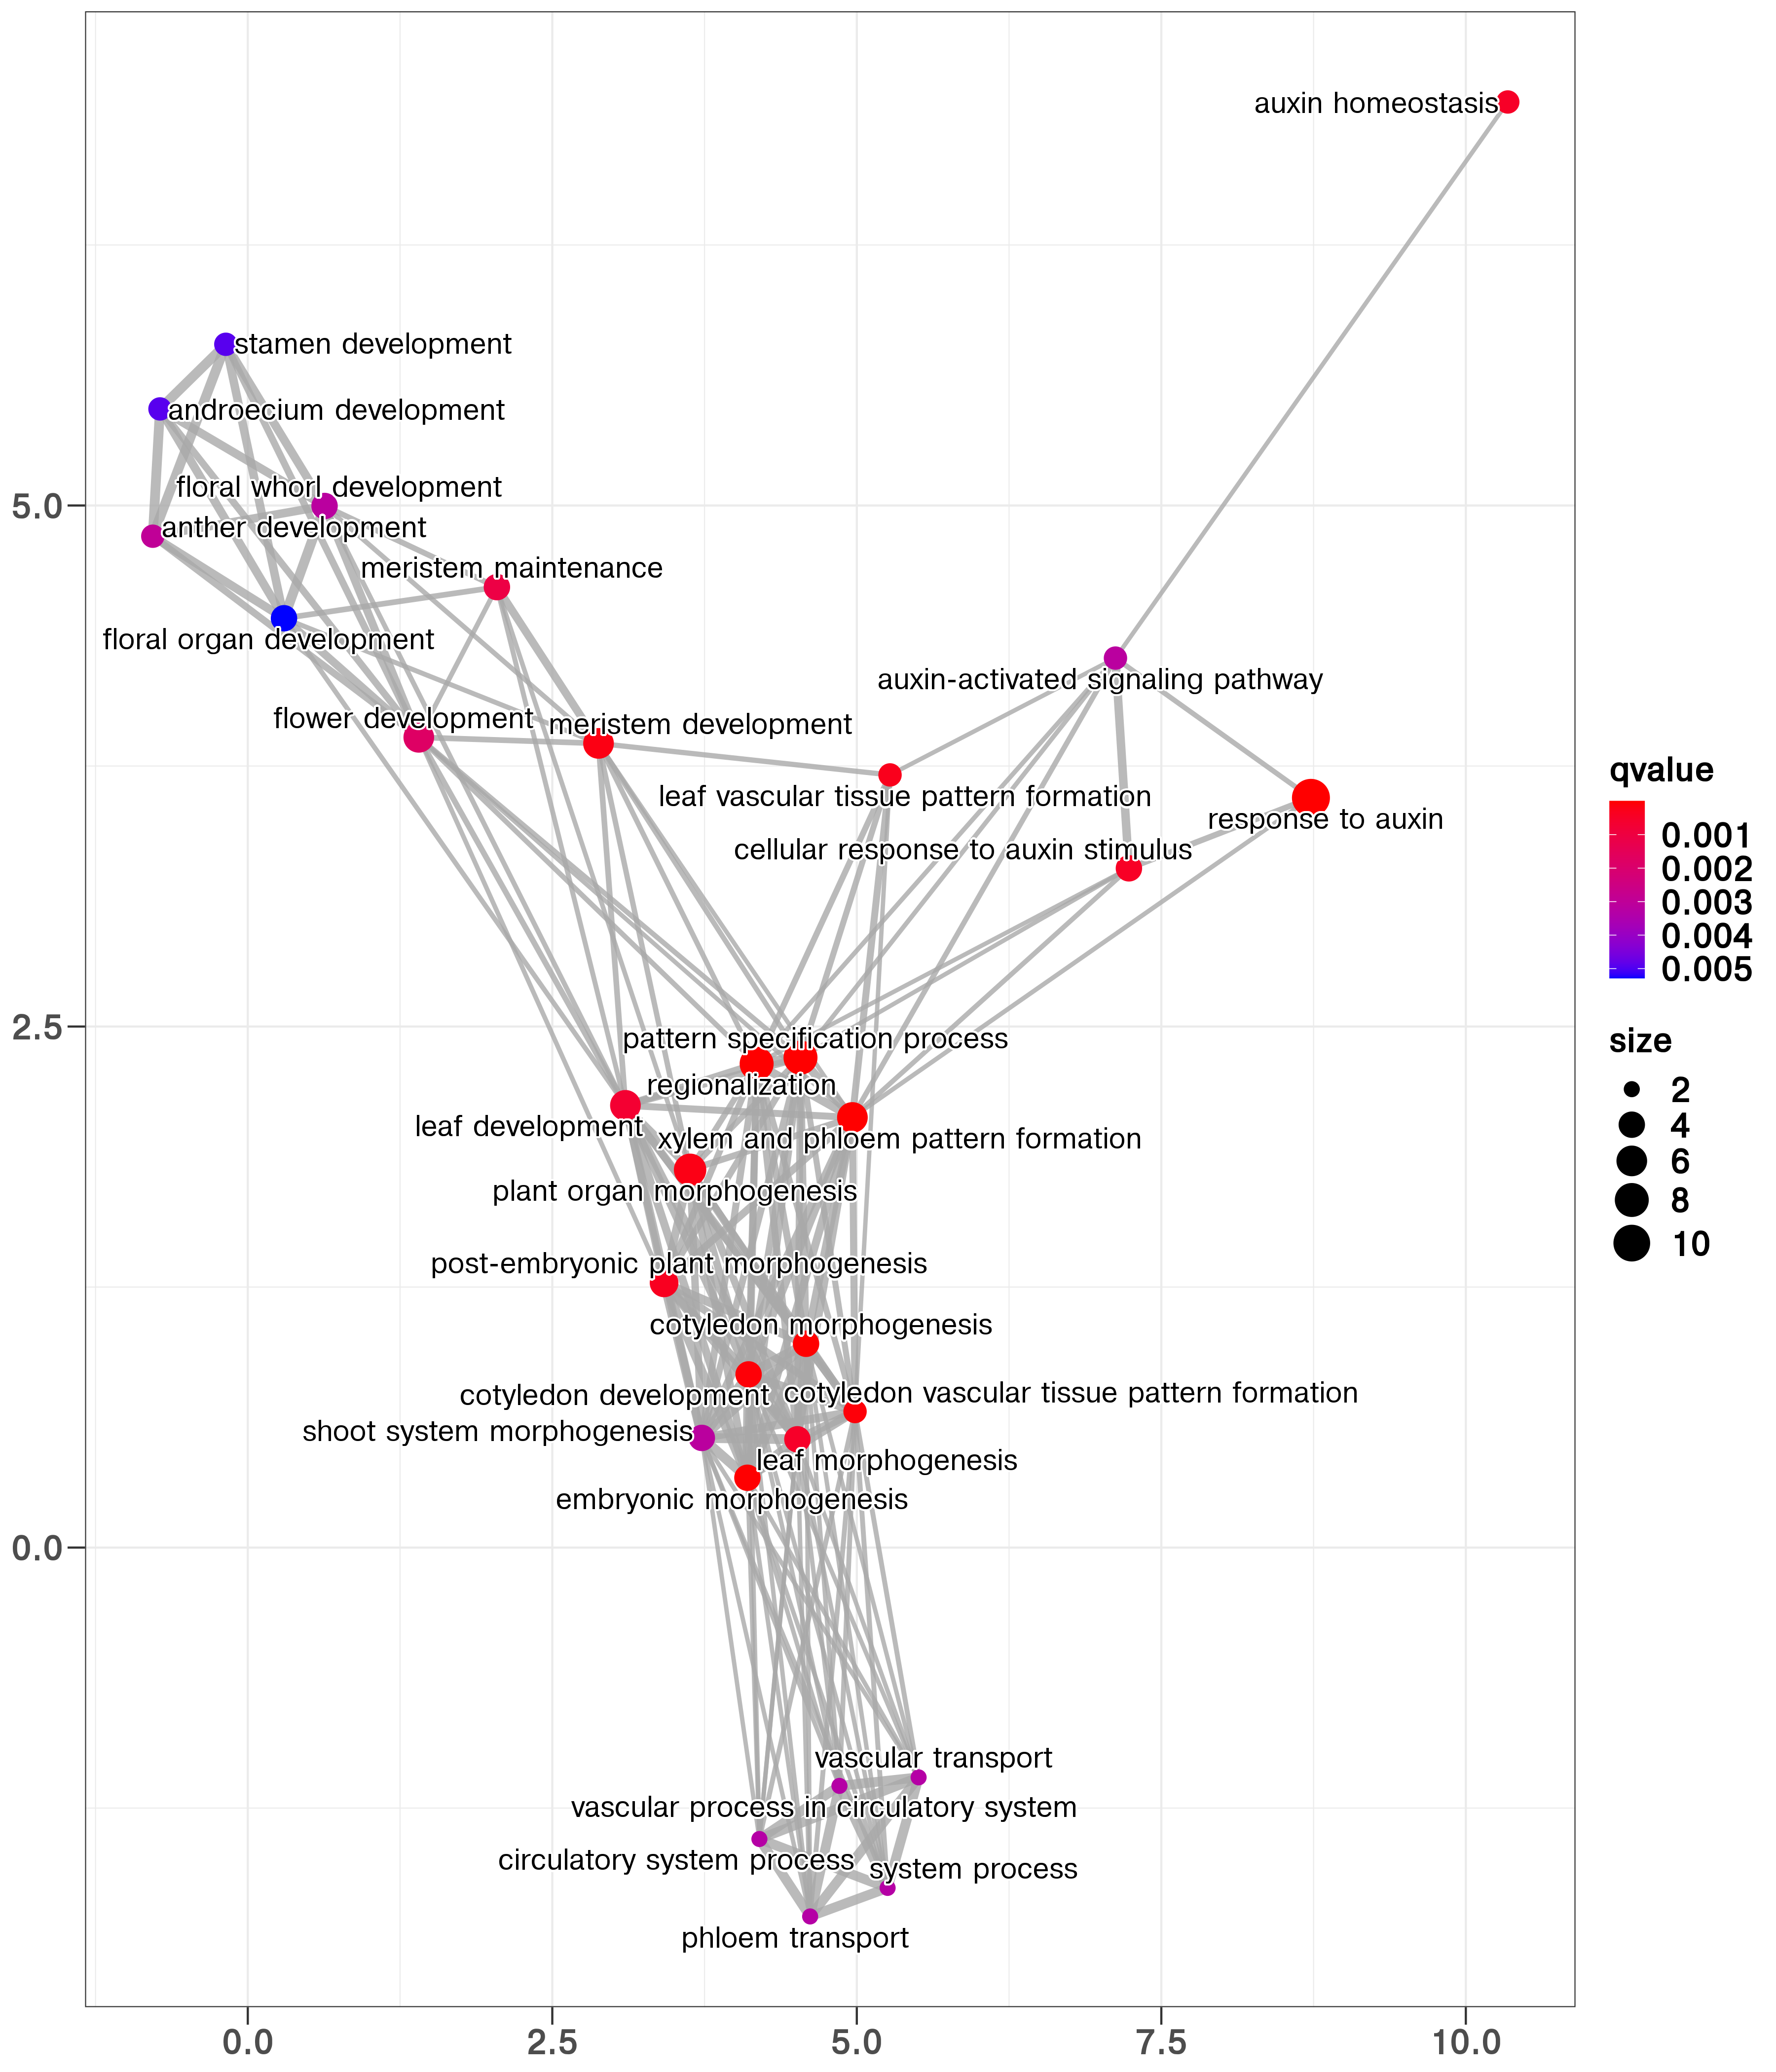 auxin homeostasis
stamen development
androecium development
floral whorl development
5.0
anther development
meristem maintenance
floral organ development
auxin-activated signaling pathway
flower development
meristem development
leaf vascular tissue pattern formation
response to auxin
cellular response to auxin stimulus
2.5
pattern specification process
regionalization
leaf development
xylem and phloem pattern formation
plant organ morphogenesis
post-embryonic plant morphogenesis
cotyledon morphogenesis
cotyledon development
cotyledon vascular tissue pattern formation
shoot system morphogenesis
leaf morphogenesis
embryonic morphogenesis
0.0
vascular transport
vascular process in circulatory system
circulatory system process
system process
phloem transport
0.0
2.5
5.0
7.5
10.0
qvalue
0.001
0.002
0.003
0.004
0.005
size
2
4
6
8
10